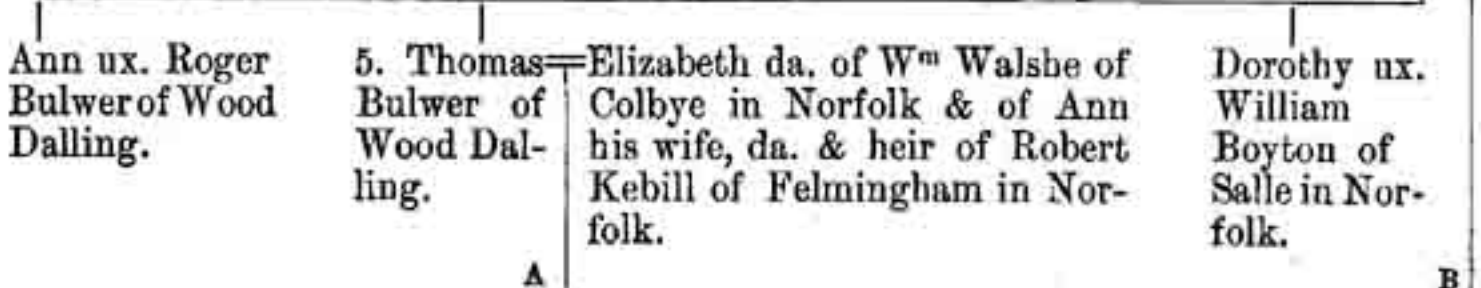 Ann ux. Roger
Bulwer of Wood
Dalling.
5. Thomas=Elizabeth da. of Wᵐ Walshe of
Bulwer of
Wood Dal-
ling.
Colbye in Norfolk & of Ann
his wife, da. & heir of Robert
Kebill of Felmingham in Nor-
folk.
Dorothy ux.
William
Boyton of
Salle in Nor-
folk.
A
B